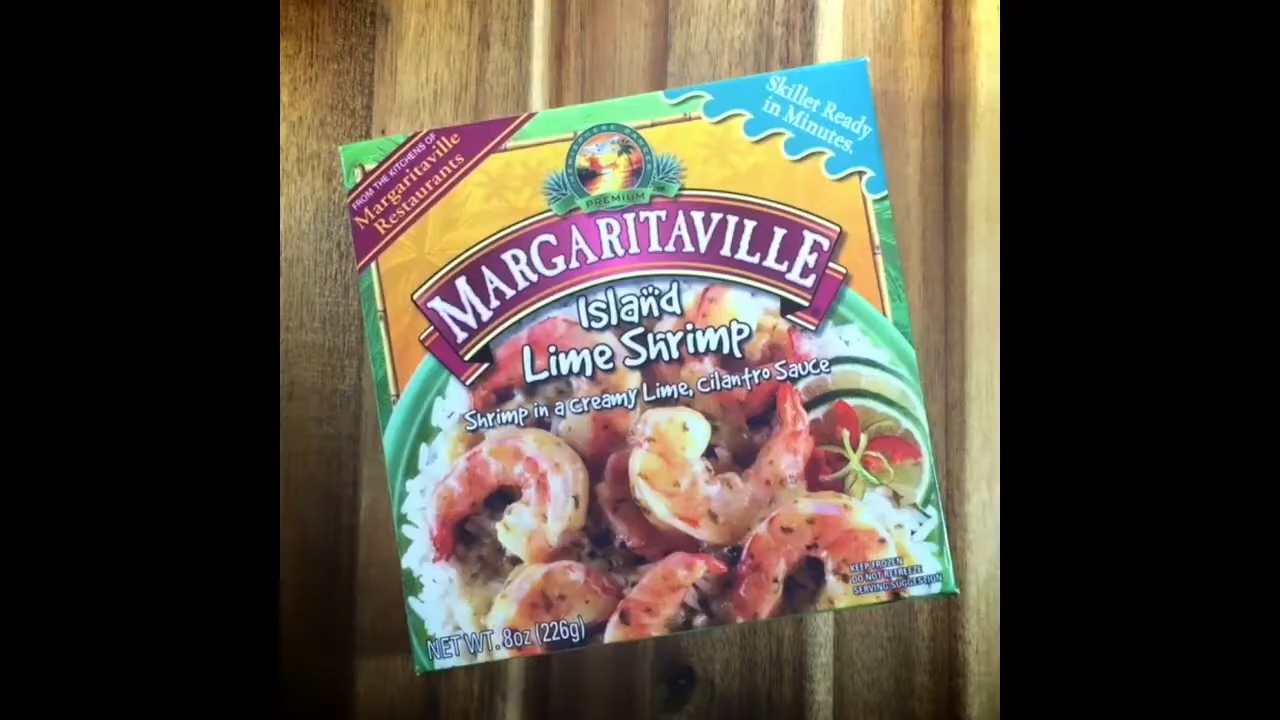 FROM THE KITCHENS OF
Margaritaville
Restaurants
Skillet Ready
in Minutes.
PREMIUM
MARGARITAVILLE
Island
Lime Shrimp
Shrimp in a Creamy Lime, Cilantro Sauce
KEEP FROZEN
DO NOT REFREEZE
SERVING SUGGESTION
NET WT. 8oz (226g)